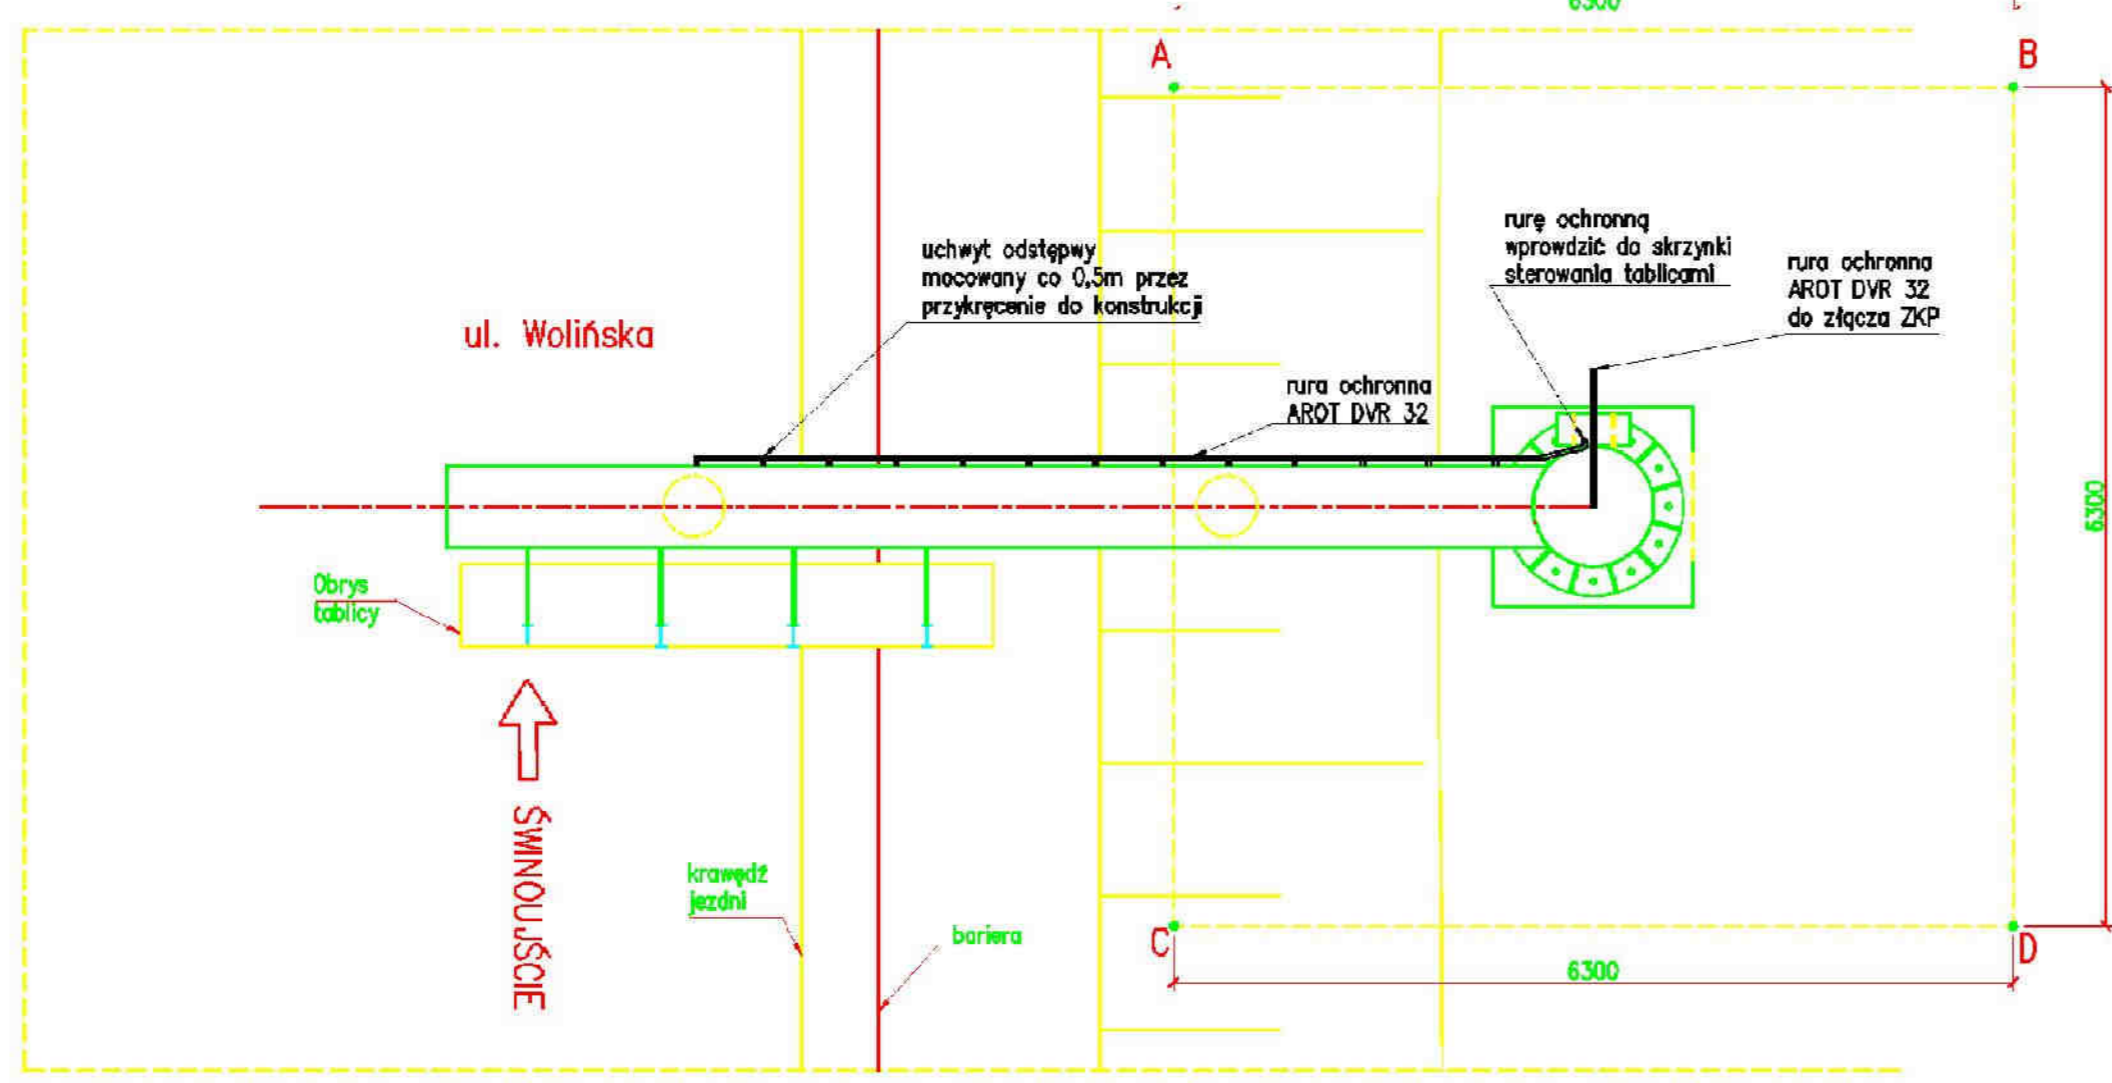 6300
A
B
rurę ochronną
wprowdzić do skrzynki
sterowania tablicami
uchwyt odstępwy
mocowany co 0,5m przez
przykręcenie do konstrukcji
rura ochronna
AROT DVR 32
do złącza ZKP
ul. Wolińska
rura ochronna
AROT DVR 32
6300
Obrys
tablicy
ŚWINOUJŚCIE
krawędź
jezdni
bariera
C
D
6300